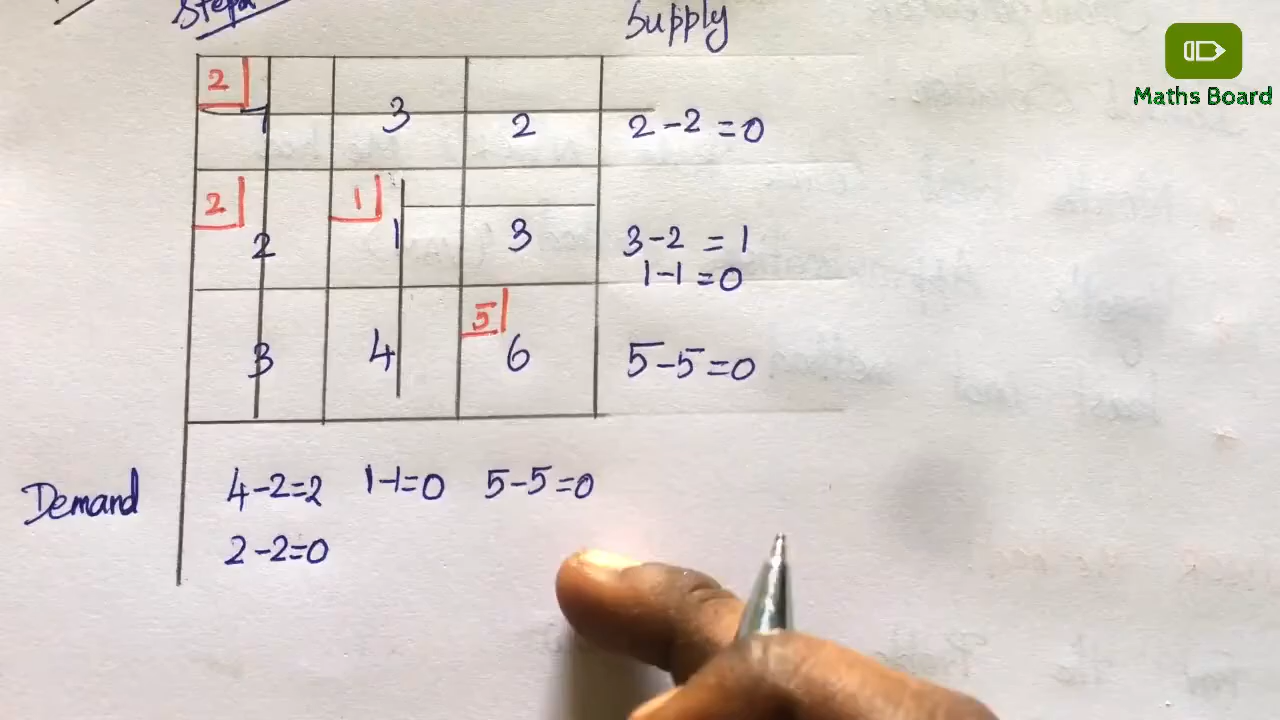 Step 1
Supply
Maths Board
2
1 3 2 2-2=0
2 1
2 1 3 3-2=1
1-1=0
5
3 4 6 5-5=0
Demand 4-2=2 1-1=0 5-5=0
2-2=0